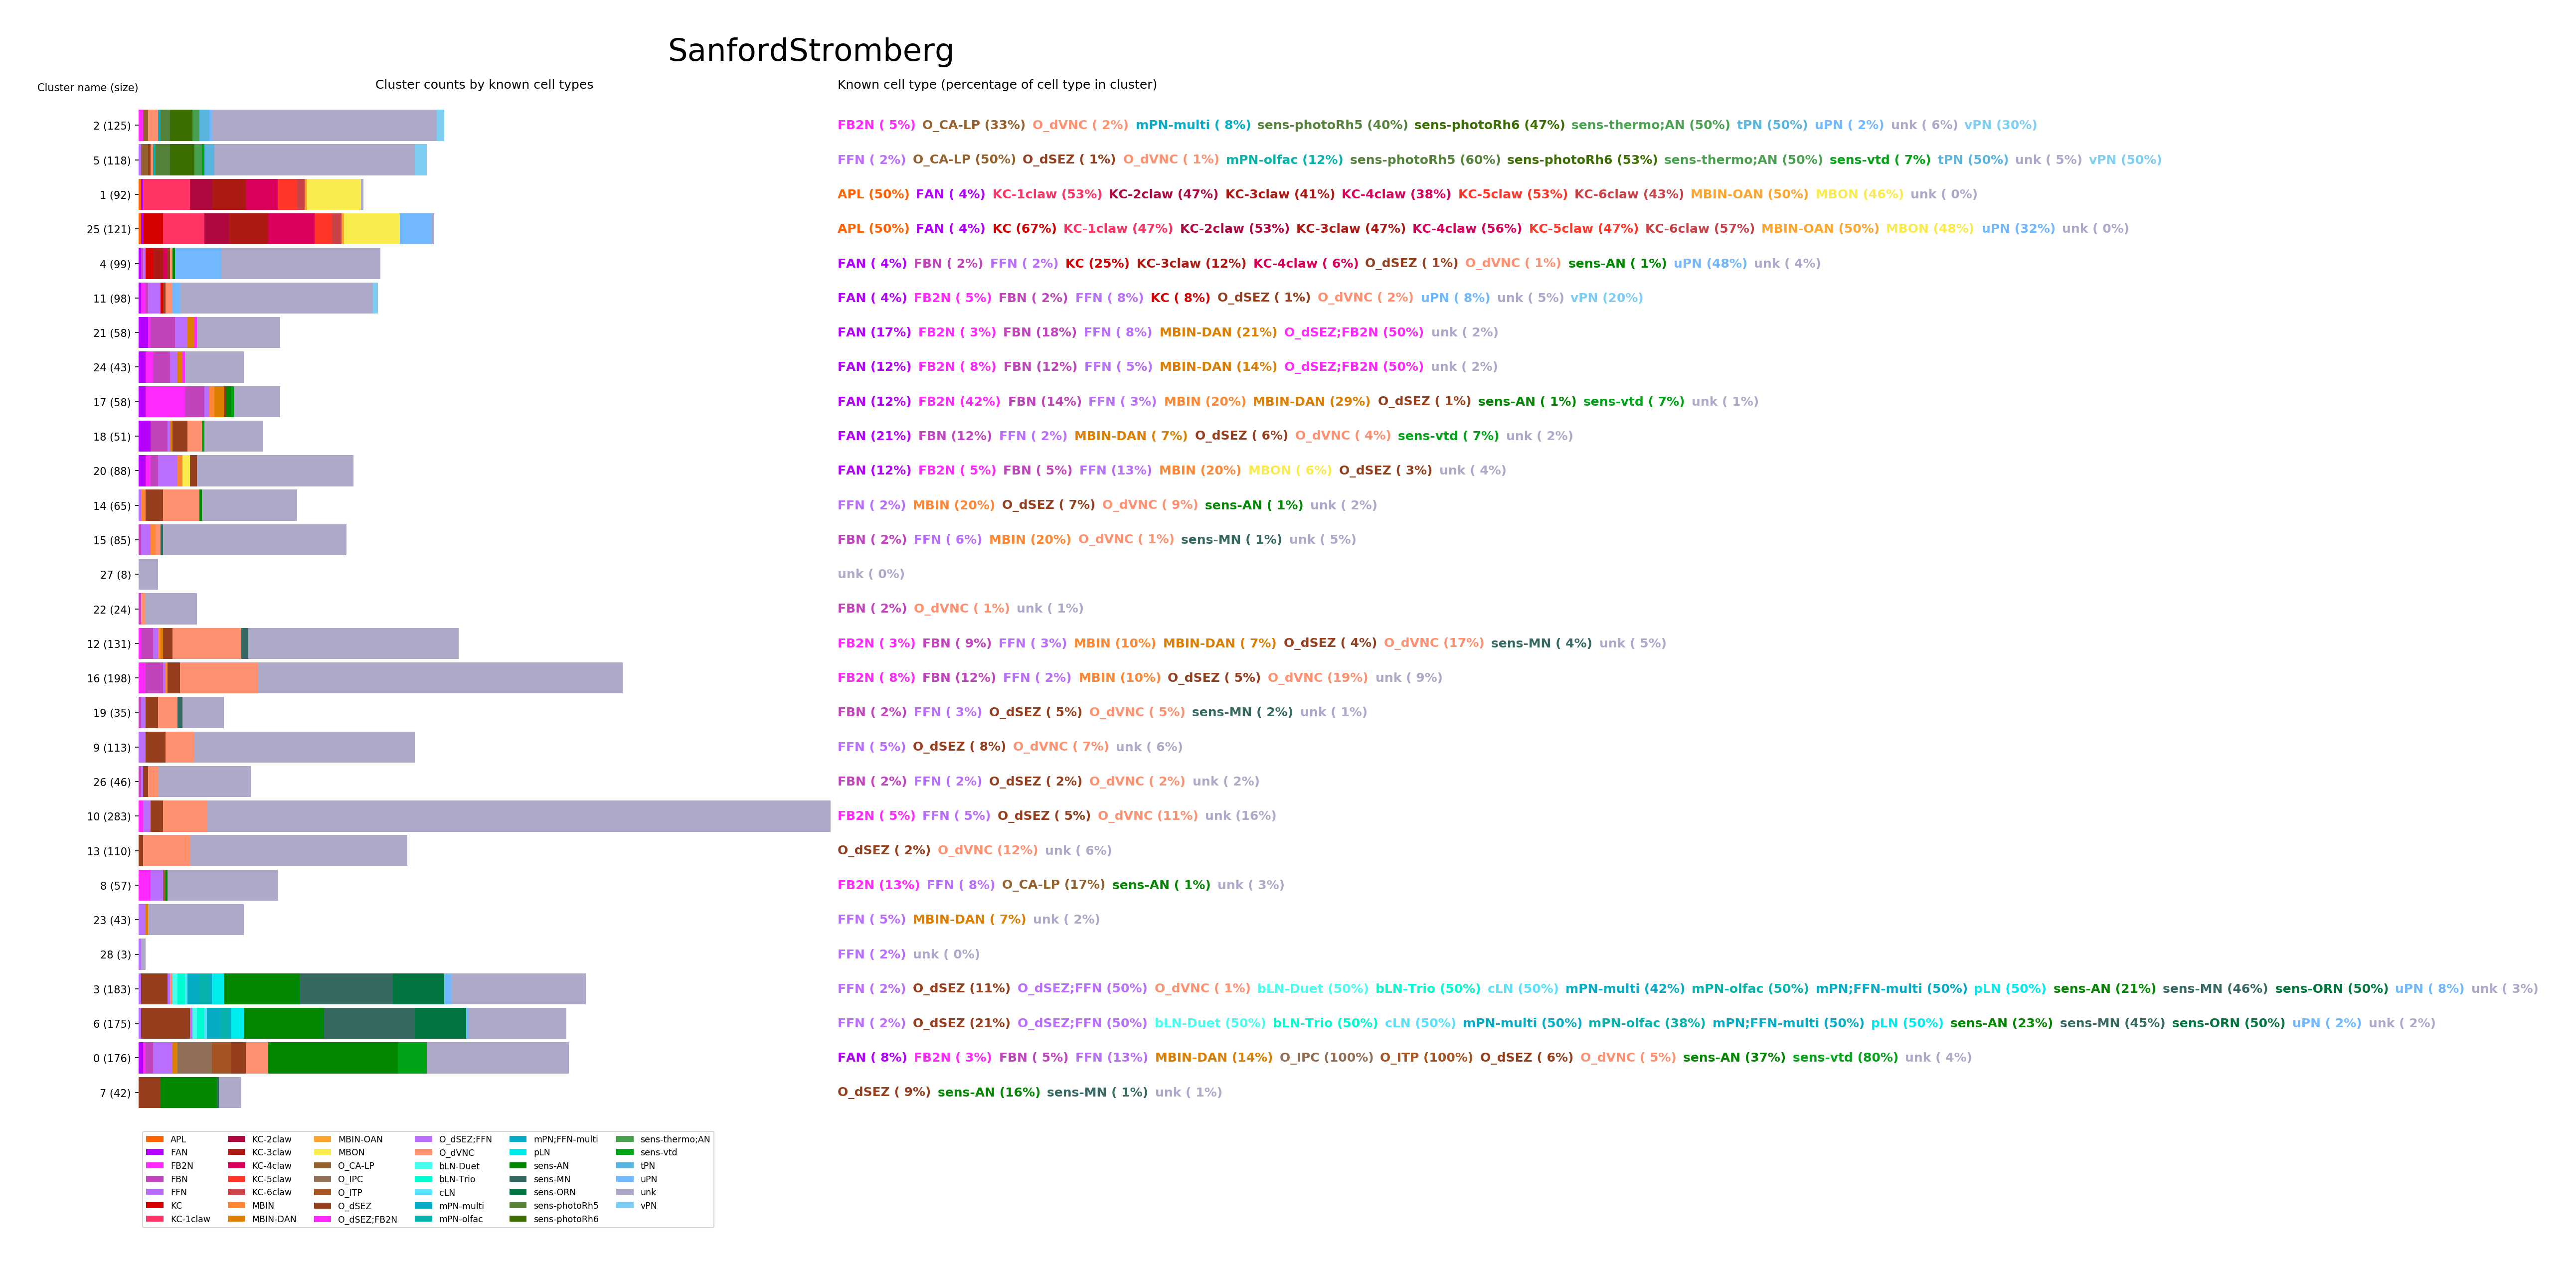 SanfordStromberg
Cluster name (size) Cluster counts by known cell types Known cell type (percentage of cell type in cluster)
2 (125) FB2N ( 5%) O_CA-LP (33%) O_dVNC ( 2%) mPN-multi ( 8%) sens-photoRh5 (40%) sens-photoRh6 (47%) sens-thermo;AN (50%) tPN (50%) uPN ( 2%) unk ( 6%) vPN (30%)
5 (118) FFN ( 2%) O_CA-LP (50%) O_dSEZ ( 1%) O_dVNC ( 1%) mPN-olfac (12%) sens-photoRh5 (60%) sens-photoRh6 (53%) sens-thermo;AN (50%) sens-vtd ( 7%) tPN (50%) unk ( 5%) vPN (50%)
1 (92) APL (50%) FAN ( 4%) KC-1claw (53%) KC-2claw (47%) KC-3claw (41%) KC-4claw (38%) KC-5claw (53%) KC-6claw (43%) MBIN-OAN (50%) MBON (46%) unk ( 0%)
25 (121) APL (50%) FAN ( 4%) KC (67%) KC-1claw (47%) KC-2claw (53%) KC-3claw (47%) KC-4claw (56%) KC-5claw (47%) KC-6claw (57%) MBIN-OAN (50%) MBON (48%) uPN (32%) unk ( 0%)
4 (99) FAN ( 4%) FBN ( 2%) FFN ( 2%) KC (25%) KC-3claw (12%) KC-4claw ( 6%) O_dSEZ ( 1%) O_dVNC ( 1%) sens-AN ( 1%) uPN (48%) unk ( 4%)
11 (98) FAN ( 4%) FB2N ( 5%) FBN ( 2%) FFN ( 8%) KC ( 8%) O_dSEZ ( 1%) O_dVNC ( 2%) uPN ( 8%) unk ( 5%) vPN (20%)
21 (58) FAN (17%) FB2N ( 3%) FBN (18%) FFN ( 8%) MBIN-DAN (21%) O_dSEZ;FB2N (50%) unk ( 2%)
24 (43) FAN (12%) FB2N ( 8%) FBN (12%) FFN ( 5%) MBIN-DAN (14%) O_dSEZ;FB2N (50%) unk ( 2%)
17 (58) FAN (12%) FB2N (42%) FBN (14%) FFN ( 3%) MBIN (20%) MBIN-DAN (29%) O_dSEZ ( 1%) sens-AN ( 1%) sens-vtd ( 7%) unk ( 1%)
18 (51) FAN (21%) FBN (12%) FFN ( 2%) MBIN-DAN ( 7%) O_dSEZ ( 6%) O_dVNC ( 4%) sens-vtd ( 7%) unk ( 2%)
20 (88) FAN (12%) FB2N ( 5%) FBN ( 5%) FFN (13%) MBIN (20%) MBON ( 6%) O_dSEZ ( 3%) unk ( 4%)
14 (65) FFN ( 2%) MBIN (20%) O_dSEZ ( 7%) O_dVNC ( 9%) sens-AN ( 1%) unk ( 2%)
15 (85) FBN ( 2%) FFN ( 6%) MBIN (20%) O_dVNC ( 1%) sens-MN ( 1%) unk ( 5%)
27 (8) unk ( 0%)
22 (24) FBN ( 2%) O_dVNC ( 1%) unk ( 1%)
12 (131) FB2N ( 3%) FBN ( 9%) FFN ( 3%) MBIN (10%) MBIN-DAN ( 7%) O_dSEZ ( 4%) O_dVNC (17%) sens-MN ( 4%) unk ( 5%)
16 (198) FB2N ( 8%) FBN (12%) FFN ( 2%) MBIN (10%) O_dSEZ ( 5%) O_dVNC (19%) unk ( 9%)
19 (35) FBN ( 2%) FFN ( 3%) O_dSEZ ( 5%) O_dVNC ( 5%) sens-MN ( 2%) unk ( 1%)
9 (113) FFN ( 5%) O_dSEZ ( 8%) O_dVNC ( 7%) unk ( 6%)
26 (46) FBN ( 2%) FFN ( 2%) O_dSEZ ( 2%) O_dVNC ( 2%) unk ( 2%)
10 (283) FB2N ( 5%) FFN ( 5%) O_dSEZ ( 5%) O_dVNC (11%) unk (16%)
13 (110) O_dSEZ ( 2%) O_dVNC (12%) unk ( 6%)
8 (57) FB2N (13%) FFN ( 8%) O_CA-LP (17%) sens-AN ( 1%) unk ( 3%)
23 (43) FFN ( 5%) MBIN-DAN ( 7%) unk ( 2%)
28 (3) FFN ( 2%) unk ( 0%)
3 (183) FFN ( 2%) O_dSEZ (11%) O_dSEZ;FFN (50%) O_dVNC ( 1%) bLN-Duet (50%) bLN-Trio (50%) cLN (50%) mPN-multi (42%) mPN-olfac (50%) mPN;FFN-multi (50%) pLN (50%) sens-AN (21%) sens-MN (46%) sens-ORN (50%) uPN ( 8%) unk ( 3%)
6 (175) FFN ( 2%) O_dSEZ (21%) O_dSEZ;FFN (50%) bLN-Duet (50%) bLN-Trio (50%) cLN (50%) mPN-multi (50%) mPN-olfac (38%) mPN;FFN-multi (50%) pLN (50%) sens-AN (23%) sens-MN (45%) sens-ORN (50%) uPN ( 2%) unk ( 2%)
0 (176) FAN ( 8%) FB2N ( 3%) FBN ( 5%) FFN (13%) MBIN-DAN (14%) O_IPC (100%) O_ITP (100%) O_dSEZ ( 6%) O_dVNC ( 5%) sens-AN (37%) sens-vtd (80%) unk ( 4%)
7 (42) O_dSEZ ( 9%) sens-AN (16%) sens-MN ( 1%) unk ( 1%)
APL KC-2claw MBIN-OAN O_dSEZ;FFN mPN;FFN-multi sens-thermo;AN
FAN KC-3claw MBON O_dVNC pLN sens-vtd
FB2N KC-4claw O_CA-LP bLN-Duet sens-AN tPN
FBN KC-5claw O_IPC bLN-Trio sens-MN uPN
FFN KC-6claw O_ITP cLN sens-ORN unk
KC MBIN O_dSEZ mPN-multi sens-photoRh5 vPN
KC-1claw MBIN-DAN O_dSEZ;FB2N mPN-olfac sens-photoRh6